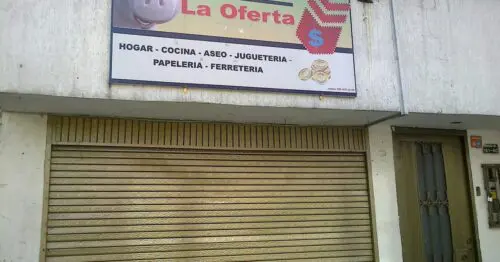 La Oferta
$
HOGAR - COCINA - ASEO - JUGUETERIA -
PAPELERIA - FERRETERIA